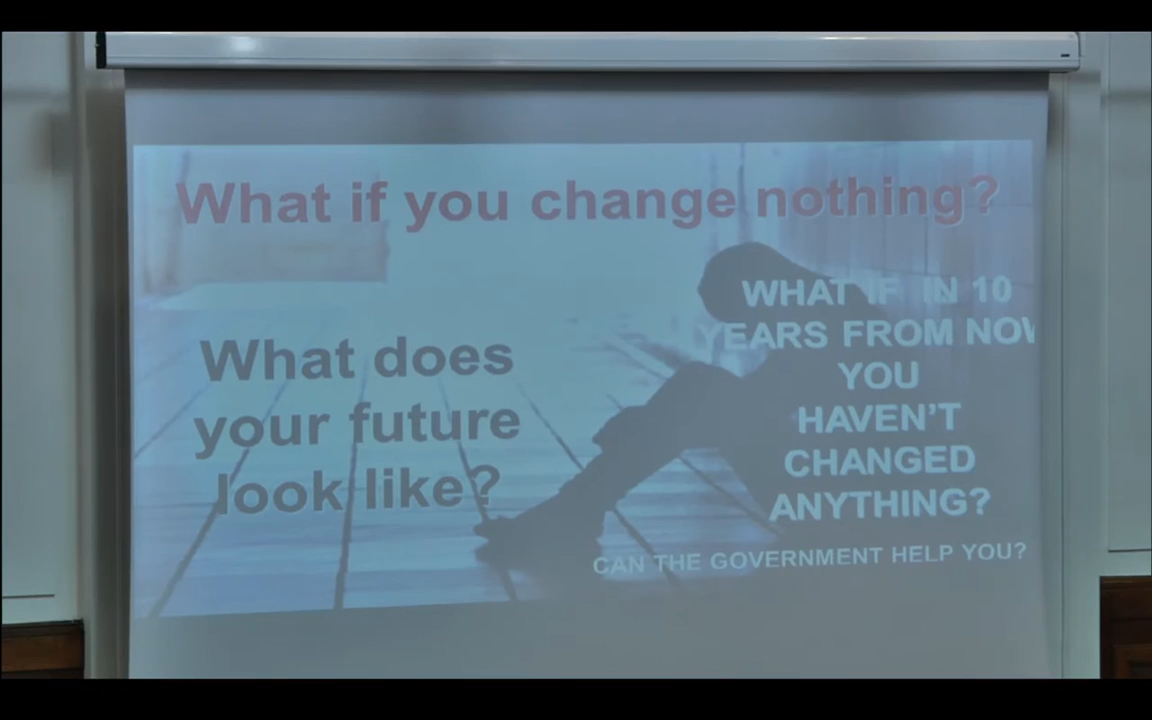 What if you change nothing?
What does
your future
look like?
WHAT IF IN 10
YEARS FROM NOW
YOU
HAVEN'T
CHANGED
ANYTHING?
CAN THE GOVERNMENT HELP YOU?